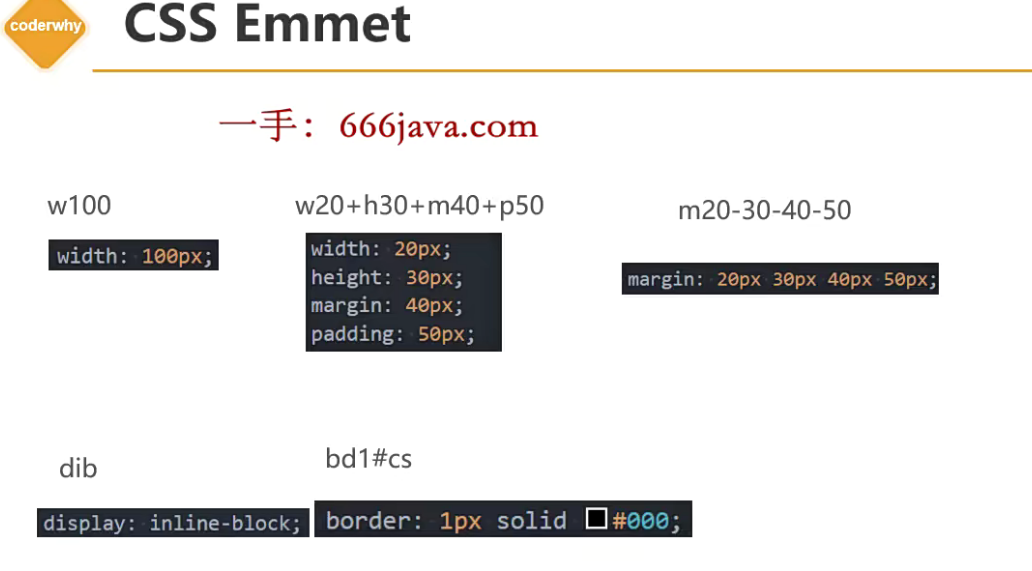 coderwhy
CSS Emmet
一手：666java.com
w100
width: 100px;
w20+h30+m40+p50
width: 20px;
height: 30px;
margin: 40px;
padding: 50px;
m20-30-40-50
margin: 20px 30px 40px 50px;
dib
display: inline-block;
bd1#cs
border: 1px solid #000;